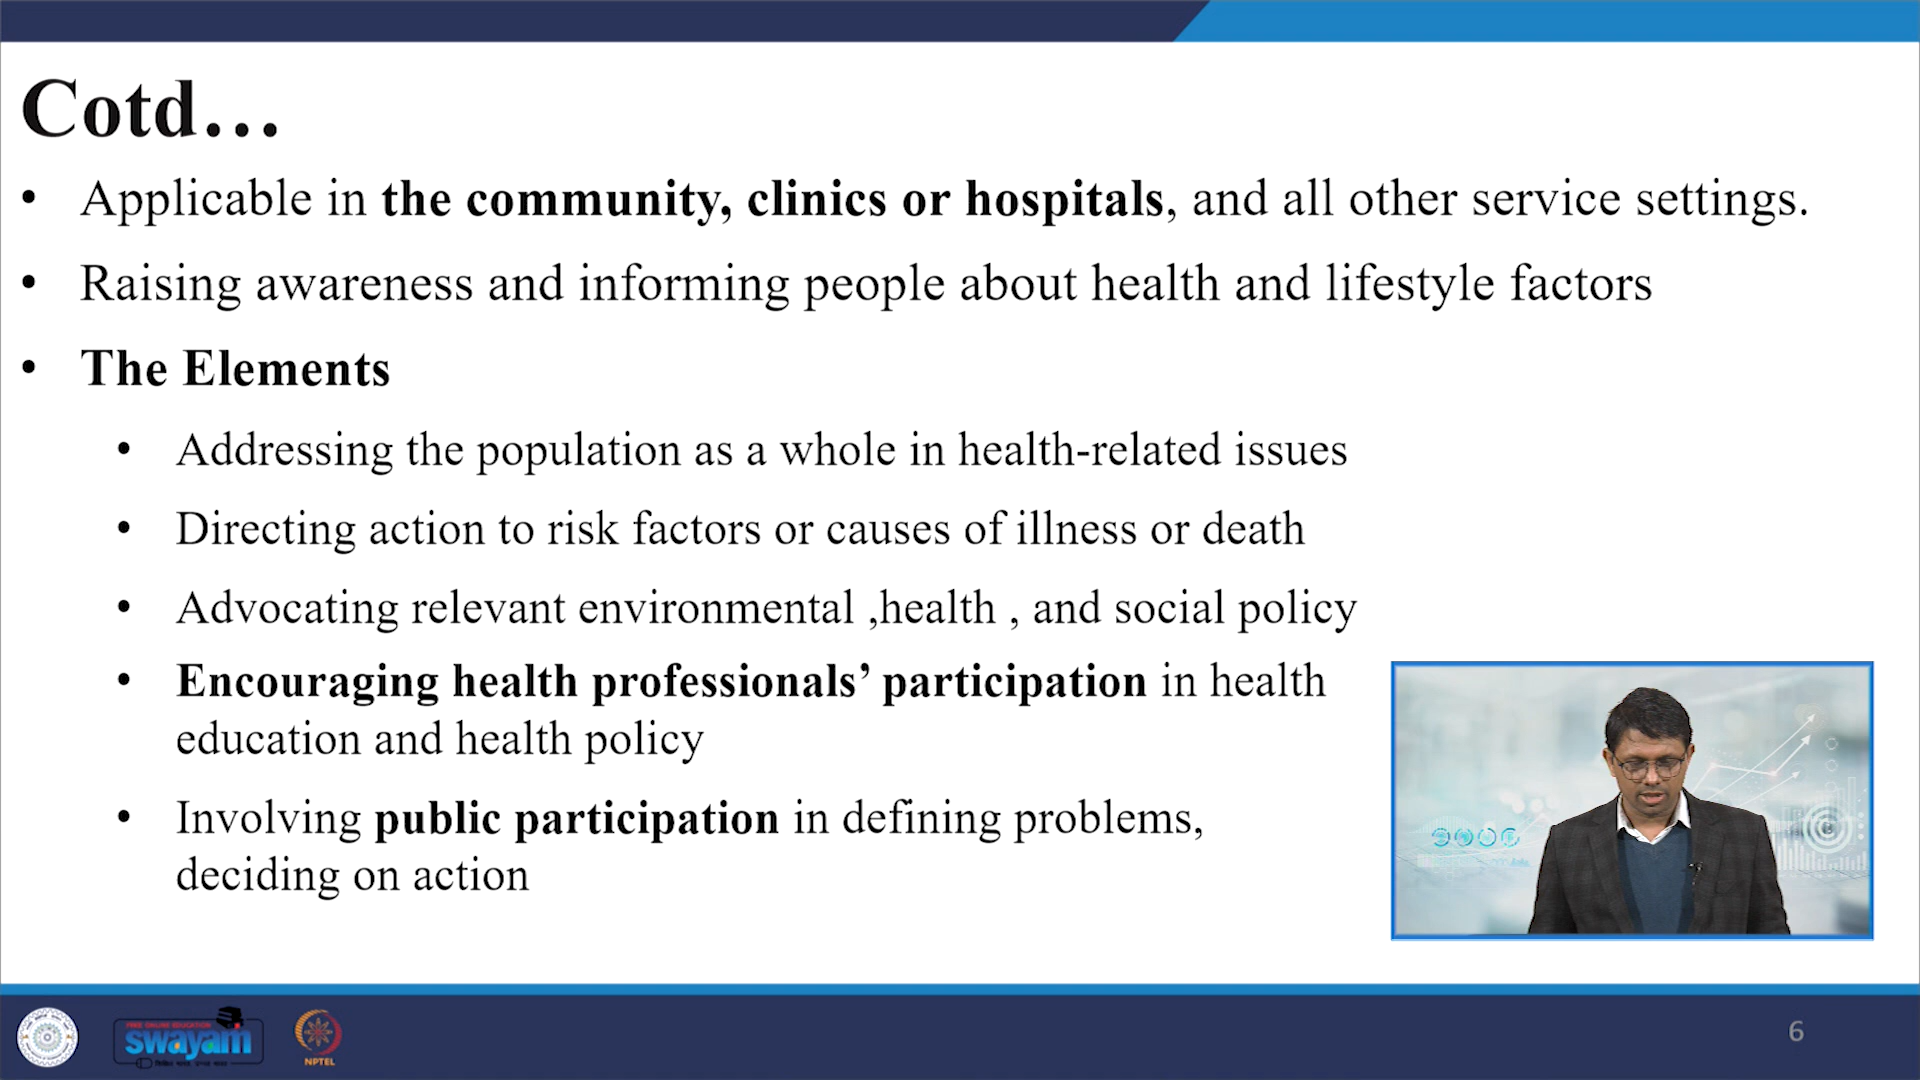 Cotd…
• Applicable in the community, clinics or hospitals, and all other service settings.
• Raising awareness and informing people about health and lifestyle factors
• The Elements
• Addressing the population as a whole in health-related issues
• Directing action to risk factors or causes of illness or death
• Advocating relevant environmental ,health , and social policy
• Encouraging health professionals’ participation in health
education and health policy
• Involving public participation in defining problems,
deciding on action
FREE ONLINE EDUCATION
swayam
NPTEL
6